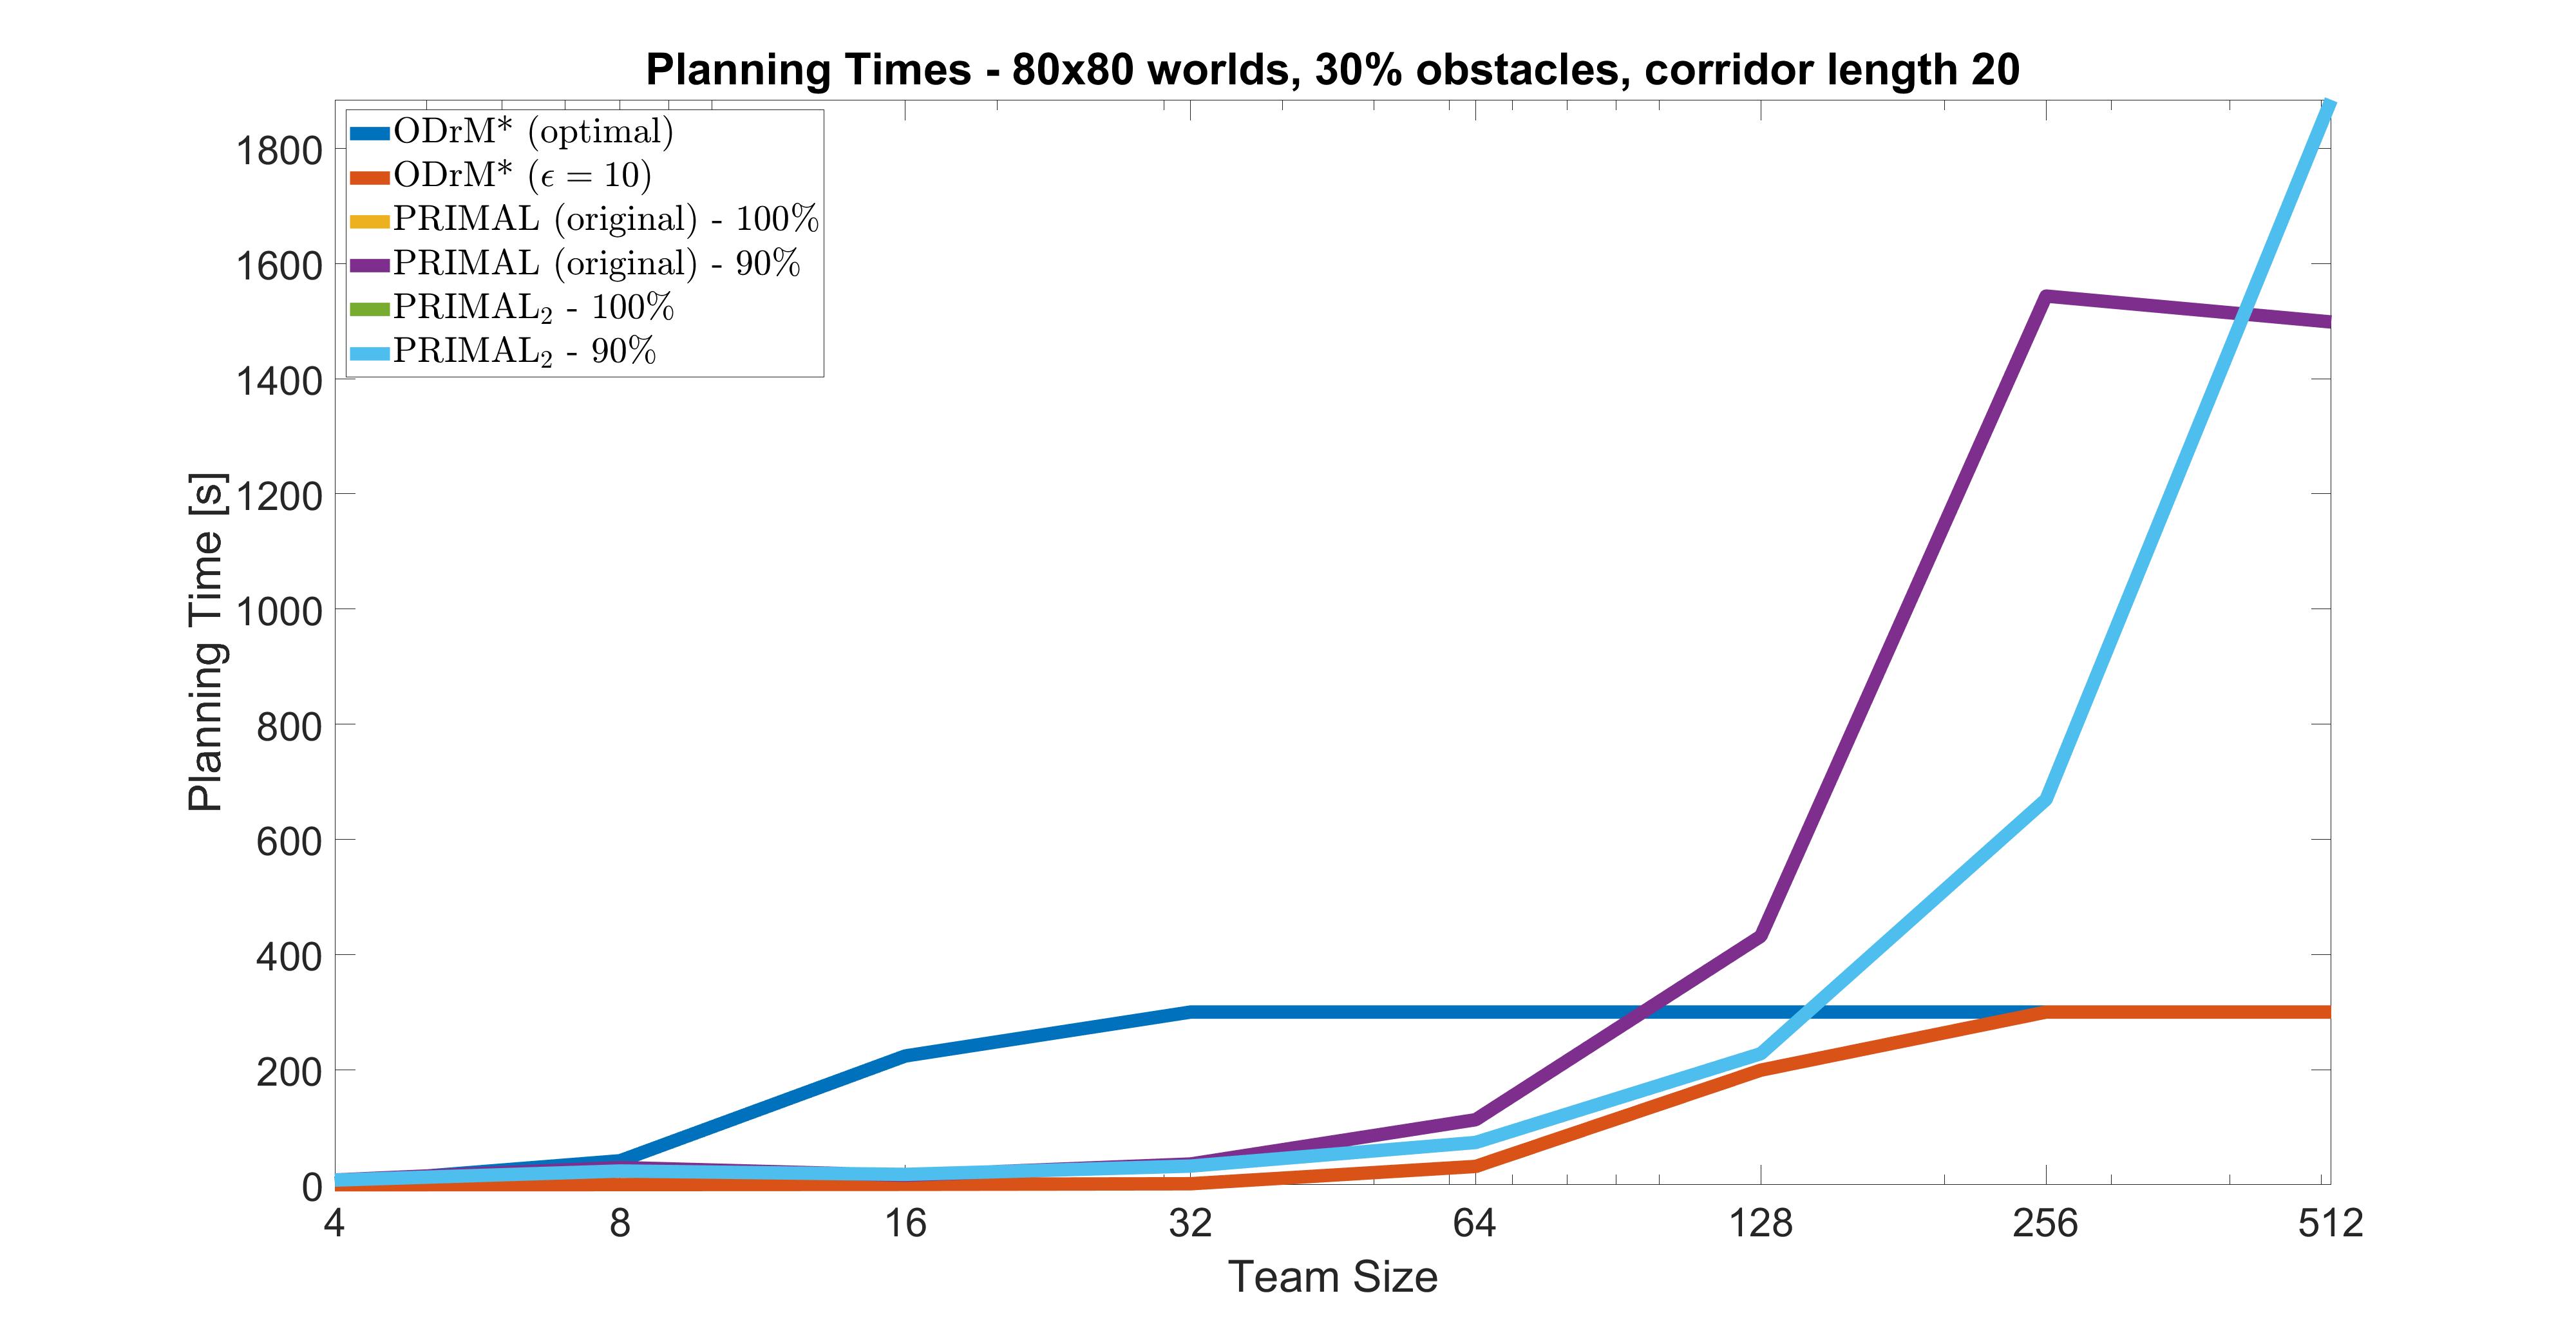 Planning Times - 80x80 worlds, 30% obstacles, corridor length 20
ODrM* (optimal)
ODrM* (ϵ = 10)
PRIMAL (original) - 100%
PRIMAL (original) - 90%
PRIMAL₂ - 100%
PRIMAL₂ - 90%
1800
1600
1400
1200
1000
800
600
400
200
0
Planning Time [s]
4 8 16 32 64 128 256 512
Team Size